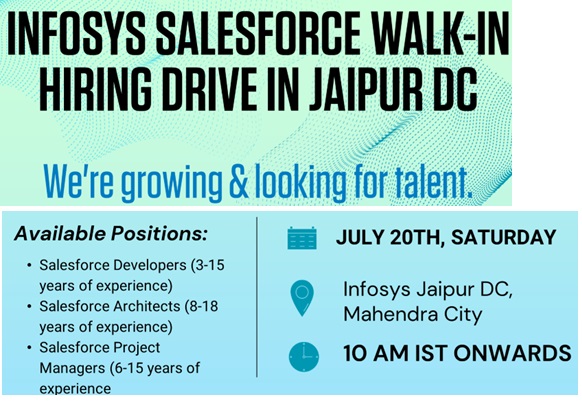 INFOSYS SALESFORCE WALK-IN
HIRING DRIVE IN JAIPUR DC
We're growing & looking for talent.
Available Positions:
• Salesforce Developers (3-15
years of experience)
• Salesforce Architects (8-18
years of experience)
• Salesforce Project
Managers (6-15 years of
experience
JULY 20TH, SATURDAY
Infosys Jaipur DC,
Mahendra City
10 AM IST ONWARDS